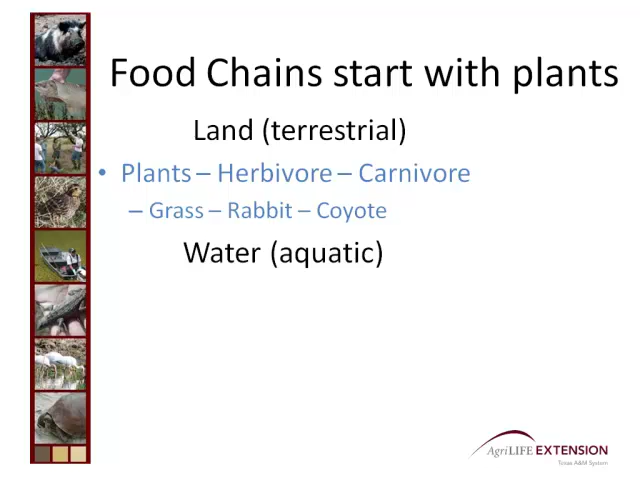 Food Chains start with plants
Land (terrestrial)
• Plants – Herbivore – Carnivore
– Grass – Rabbit – Coyote
Water (aquatic)
AgriLIFE EXTENSION
Texas A&M System